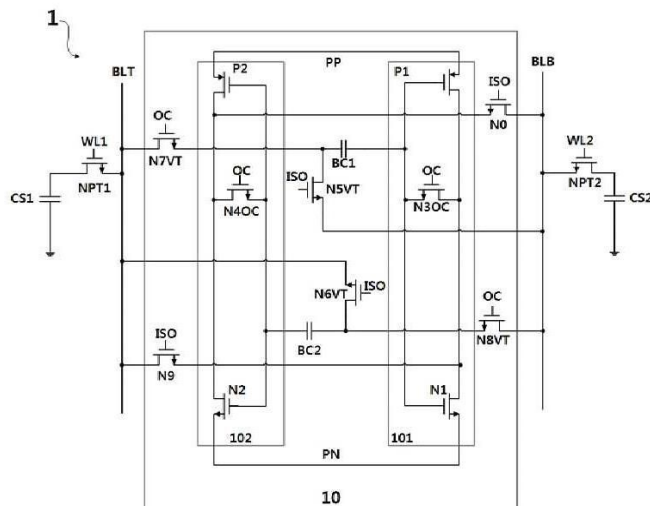 1
BLT
PP
BLB
P2
P1
ISO
N0
OC
N7VT
BC1
WL1
NPT1
CS1
WL2
NPT2
CS2
OC
N4OC
ISO
N5VT
OC
N3OC
N6VT
ISO
BC2
OC
N8VT
ISO
N9
N2
N1
102
PN
101
10